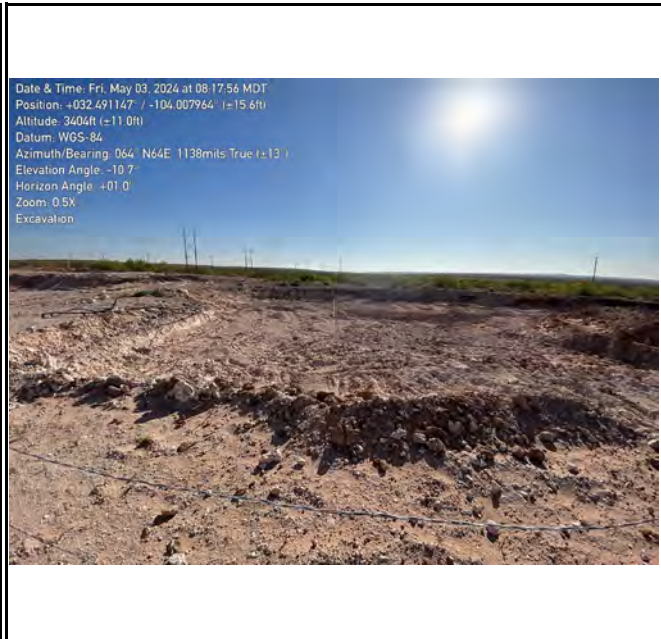 Date & Time: Fri, May 03, 2024 at 08:17:56 MDT
Position: +032.491147° / -104.007964° (±15.6ft)
Altitude: 3404ft (±11.0ft)
Datum: WGS-84
Azimuth/Bearing: 064° N64E 1138mils True (±13°)
Elevation Angle: -10.7°
Horizon Angle: +01.0°
Zoom: 0.5X
Excavation